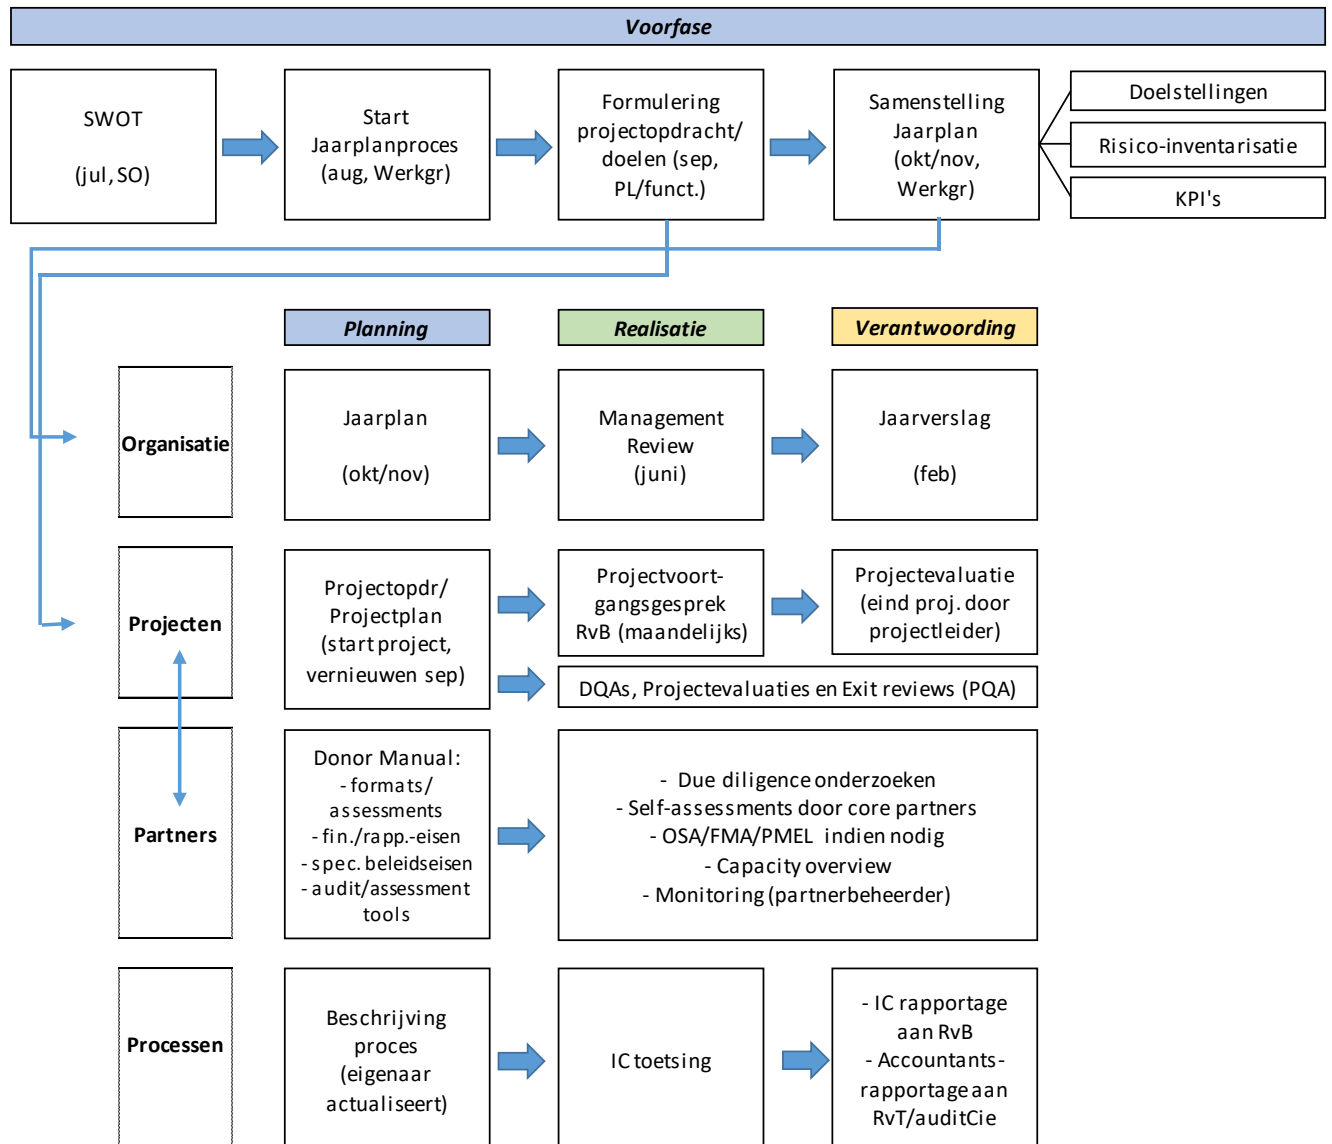 Voorfase
SWOT
(jul, SO)
Start
Jaarplanproces
(aug, Werkgr)
Formulering
projectopdracht/
doelen (sep,
PL/funct.)
Samenstelling
Jaarplan
(okt/nov,
Werkgr)
Doelstellingen
Risico-inventarisatie
KPI's
Planning
Realisatie
Verantwoording
Organisatie
Jaarplan
(okt/nov)
Management
Review
(juni)
Jaarverslag
(feb)
Projecten
Projectopdr/
Projectplan
(start project,
vernieuwen sep)
Projectvoort-
gangsgesprek
RvB (maandelijks)
Projectevaluatie
(eind proj. door
projectleider)
DQAs, Projectevaluaties en Exit reviews (PQA)
Partners
Donor Manual:
- formats/
assessments
- fin./rapp.-eisen
- spec. beleidseisen
- audit/assessment
tools
- Due diligence onderzoeken
- Self-assessments door core partners
- OSA/FMA/PMEL indien nodig
- Capacity overview
- Monitoring (partnerbeheerder)
Processen
Beschrijving
proces
(eigenaar
actualiseert)
IC toetsing
- IC rapportage
aan RvB
- Accountants-
rapportage aan
RvT/auditCie